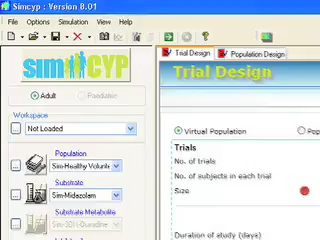 Simcyp : Version 8.01
File Options Simulation View Help
Trial Design Population Design
simCYP
Trial Design
Adult Paediatric
Workspace
Not Loaded
Virtual Population Pop
Population
Trials
Sim-Healthy Volunte
No. of trials
No. of subjects in each trial
Substrate
Sim-Midazolam
Size
Substrate Metabolite
Duration of study (days)